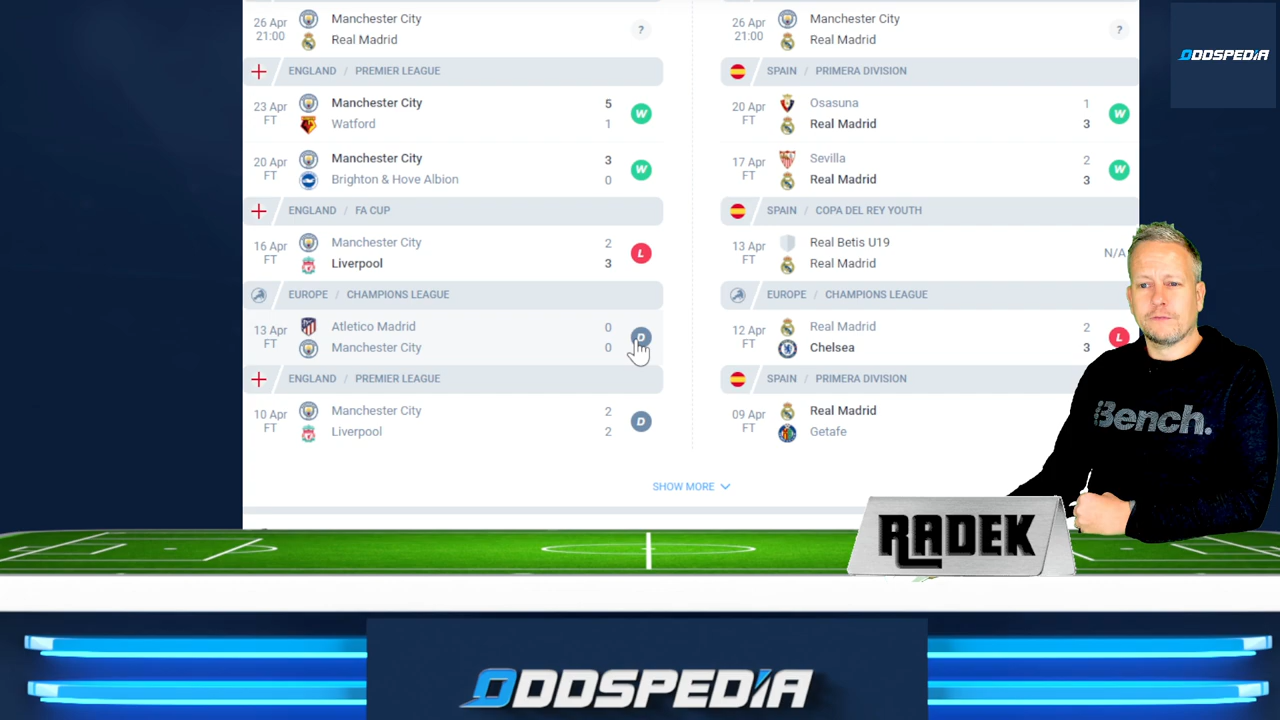 26 Apr
21:00
Manchester City
Real Madrid
?
ENGLAND / PREMIER LEAGUE
23 Apr
FT
Manchester City 5
Watford 1
W
20 Apr
FT
Manchester City 3
Brighton & Hove Albion 0
W
ENGLAND / FA CUP
16 Apr
FT
Manchester City 2
Liverpool 3
L
EUROPE / CHAMPIONS LEAGUE
13 Apr
FT
Atletico Madrid 0
Manchester City 0
D
ENGLAND / PREMIER LEAGUE
10 Apr
FT
Manchester City 2
Liverpool 2
D
26 Apr
21:00
Manchester City
Real Madrid
?
SPAIN / PRIMERA DIVISION
20 Apr
FT
Osasuna 1
Real Madrid 3
W
17 Apr
FT
Sevilla 2
Real Madrid 3
W
SPAIN / COPA DEL REY YOUTH
13 Apr
FT
Real Betis U19
Real Madrid
N/A
EUROPE / CHAMPIONS LEAGUE
12 Apr
FT
Real Madrid 2
Chelsea 3
L
SPAIN / PRIMERA DIVISION
09 Apr
FT
Real Madrid
Getafe
SHOW MORE
ODDSPEDIA
Bench.
RADEK
ODDSPEDIA